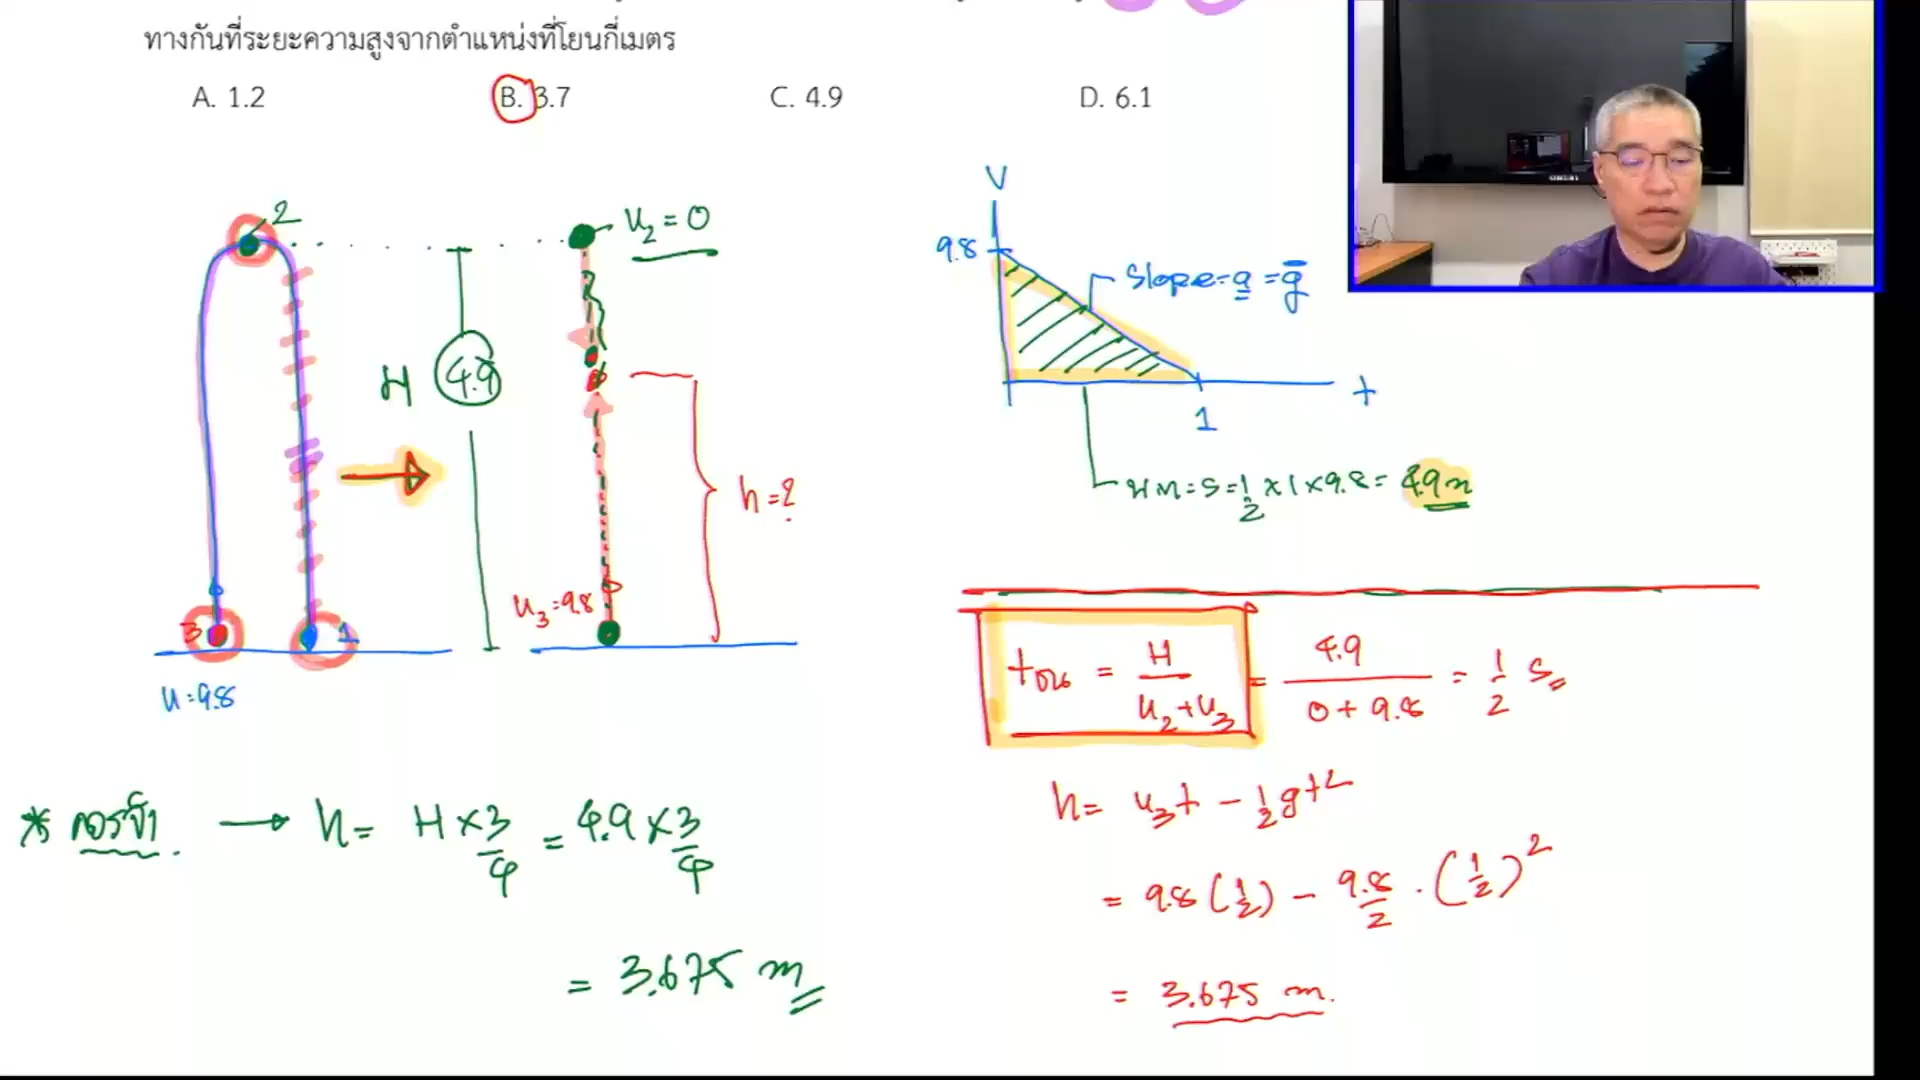 ทางกันที่ระยะความสูงจากตำแหน่งที่โยนกี่เมตร
A. 1.2 B. 3.7 C. 4.9 D. 6.1
2
u₂ = 0
H 4.9
h = ?
u₃ = 9.8
3 1
u = 9.8
V
9.8
Slope = a = g
t
1
พท = S = 1/2 × 1 × 9.8 = 4.9 m
t = H/(u₂+u₃) = 4.9/(0 + 9.8) = 1/2 s
h = u₃t - 1/2 gt²
= 9.8 (1/2) - 9.8/2 · (1/2)²
= 3.675 m.
* ควรจำ → h = H × 3/4 = 4.9 × 3/4
= 3.675 m